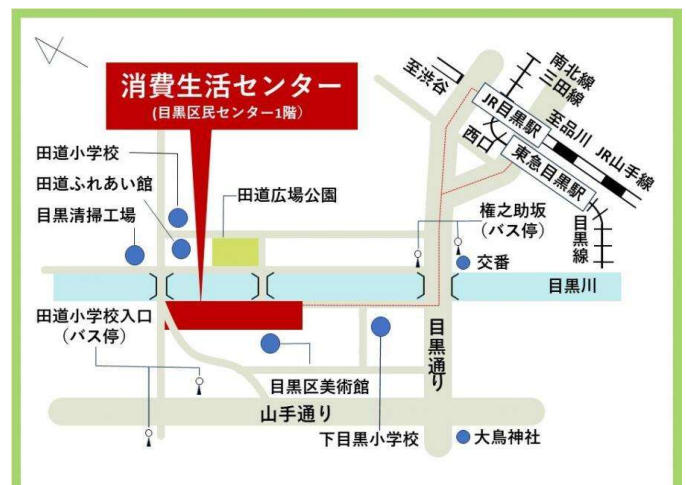 消費生活センター
(目黒区民センター1階)
至渋谷
南北線
三田線
JR目黒駅
至品川 JR山手線
西口
東急目黒駅
目黒線
田道小学校
田道ふれあい館
目黒清掃工場
田道広場公園
権之助坂
(バス停)
交番
目黒川
田道小学校入口
(バス停)
目黒通り
目黒区美術館
山手通り
下目黒小学校
大鳥神社